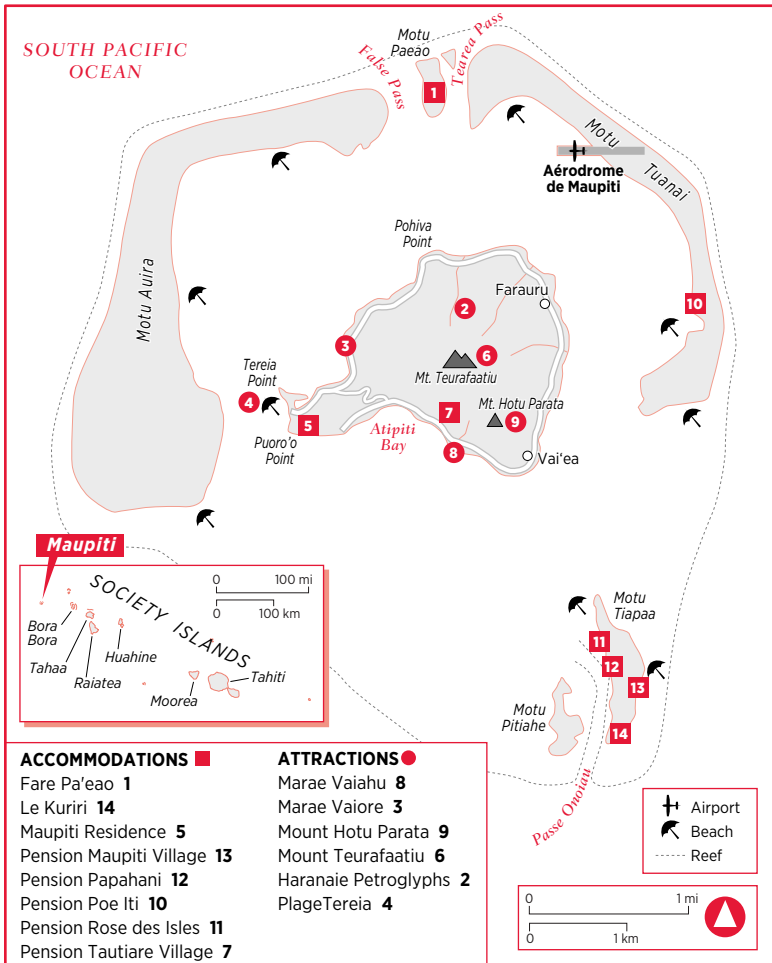 SOUTH PACIFIC
OCEAN
Motu
Paeao
False Pass
Tearea Pass
1
Motu
Tuanai
Aérodrome
de Maupiti
Pohiva
Point
Motu Auira
Farauru
10
2
3
6
Mt. Teurafaatiu
Tereia
Point
4
5
7
Mt. Hotu Parata
9
Puoro'o
Point
Atipiti
Bay
8
Vai'ea
Maupiti
SOCIETY ISLANDS
0 100 mi
0 100 km
Bora
Bora
Tahaa
Raiatea
Huahine
Moorea
Tahiti
Motu
Tiapaa
11
12
13
14
Motu
Pitiahe
Passe Onoiau
ACCOMMODATIONS
Fare Pa'eao 1
Le Kuriri 14
Maupiti Residence 5
Pension Maupiti Village 13
Pension Papahani 12
Pension Poe Iti 10
Pension Rose des Isles 11
Pension Tautiare Village 7
ATTRACTIONS
Marae Vaiahu 8
Marae Vaiore 3
Mount Hotu Parata 9
Mount Teurafaatiu 6
Haranaie Petroglyphs 2
PlageTereia 4
Airport
Beach
Reef
0 1 mi
0 1 km